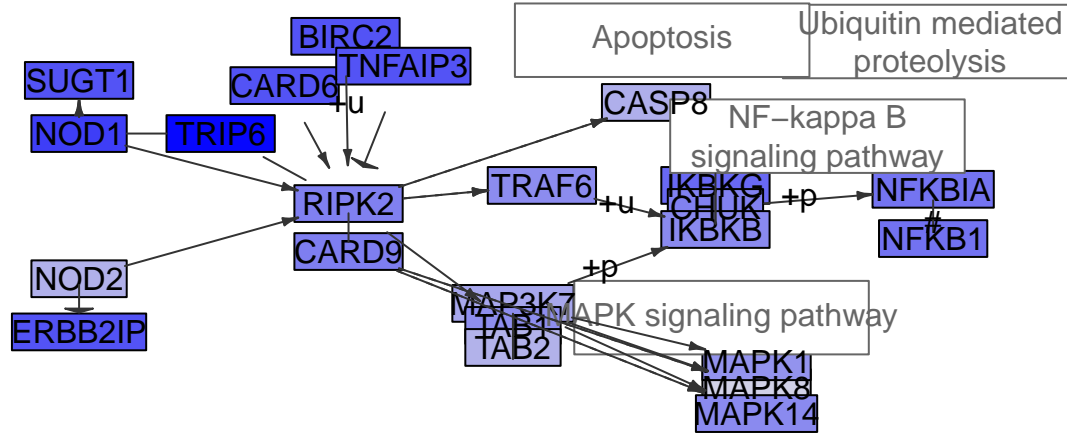 Apoptosis
Ubiquitin mediated
proteolysis
BIRC2
TNFAIP3
SUGT1
CARD6
+u
CASP8
NOD1
TRIP6
NF−kappa B
signaling pathway
RIPK2
TRAF6
+u
IKBKG
CHUK
IKBKB
+p
NFKBIA
#
NFKB1
CARD9
NOD2
+p
ERBB2IP
MAP3K7
TAB1
TAB2
MAPK signaling pathway
MAPK1
MAPK8
MAPK14